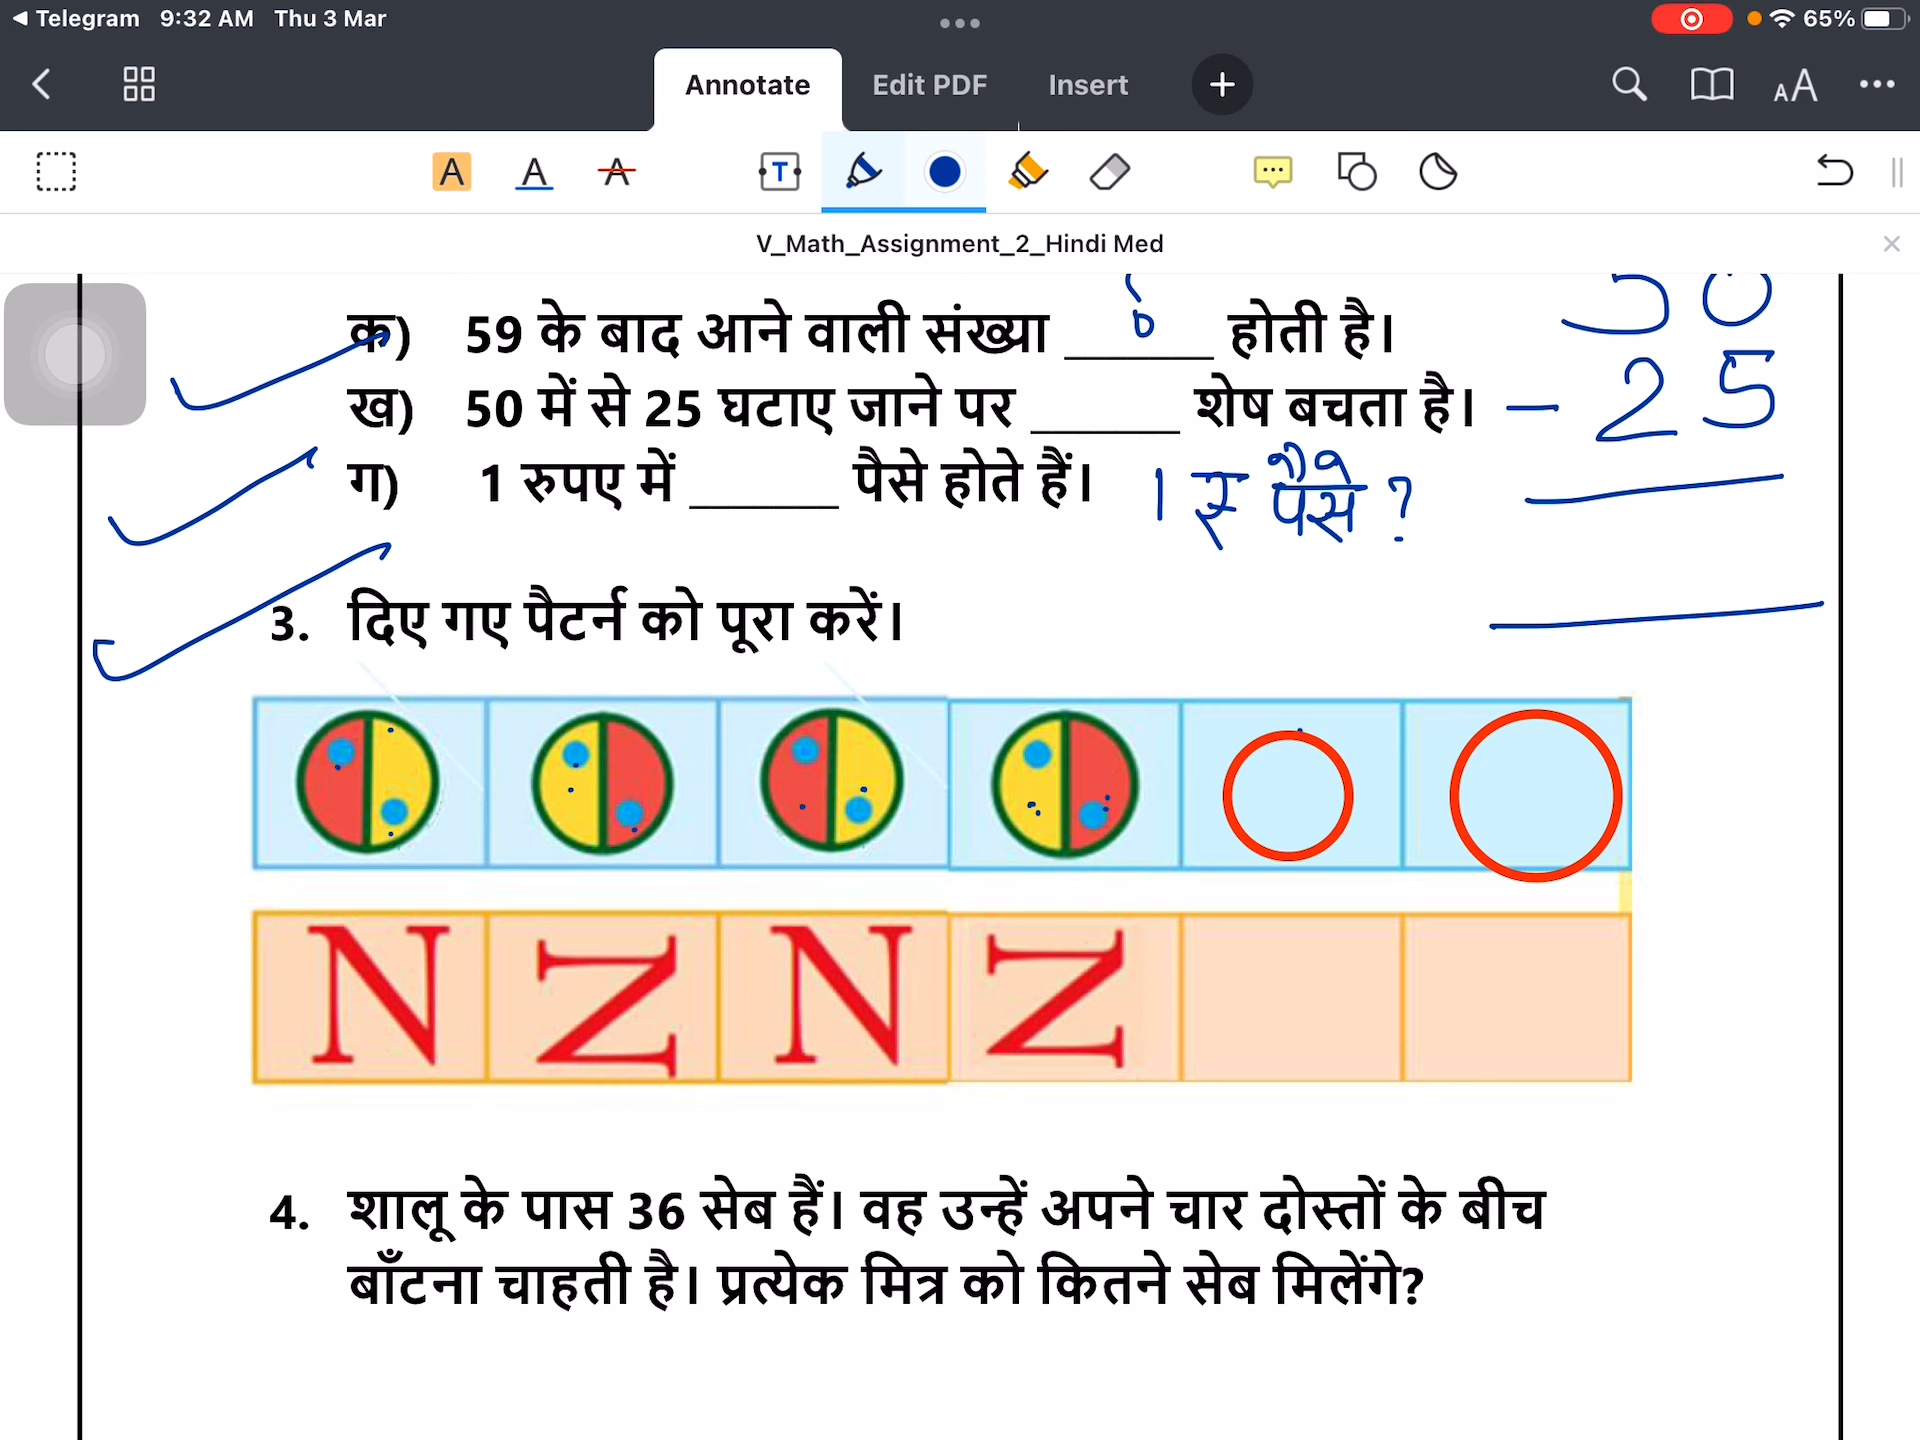 Telegram 9:32 AM Thu 3 Mar 65%
Annotate Edit PDF Insert
V_Math_Assignment_2_Hindi Med
क) 59 के बाद आने वाली संख्या ______ होती है।
50
ख) 50 में से 25 घटाए जाने पर ______ शेष बचता है।
- 25
ग) 1 रुपए में ______ पैसे होते हैं।
1 रु पैसे ?
3. दिए गए पैटर्न को पूरा करें।
N Z N Z
4. शालू के पास 36 सेब हैं। वह उन्हें अपने चार दोस्तों के बीच
बाँटना चाहती है। प्रत्येक मित्र को कितने सेब मिलेंगे?